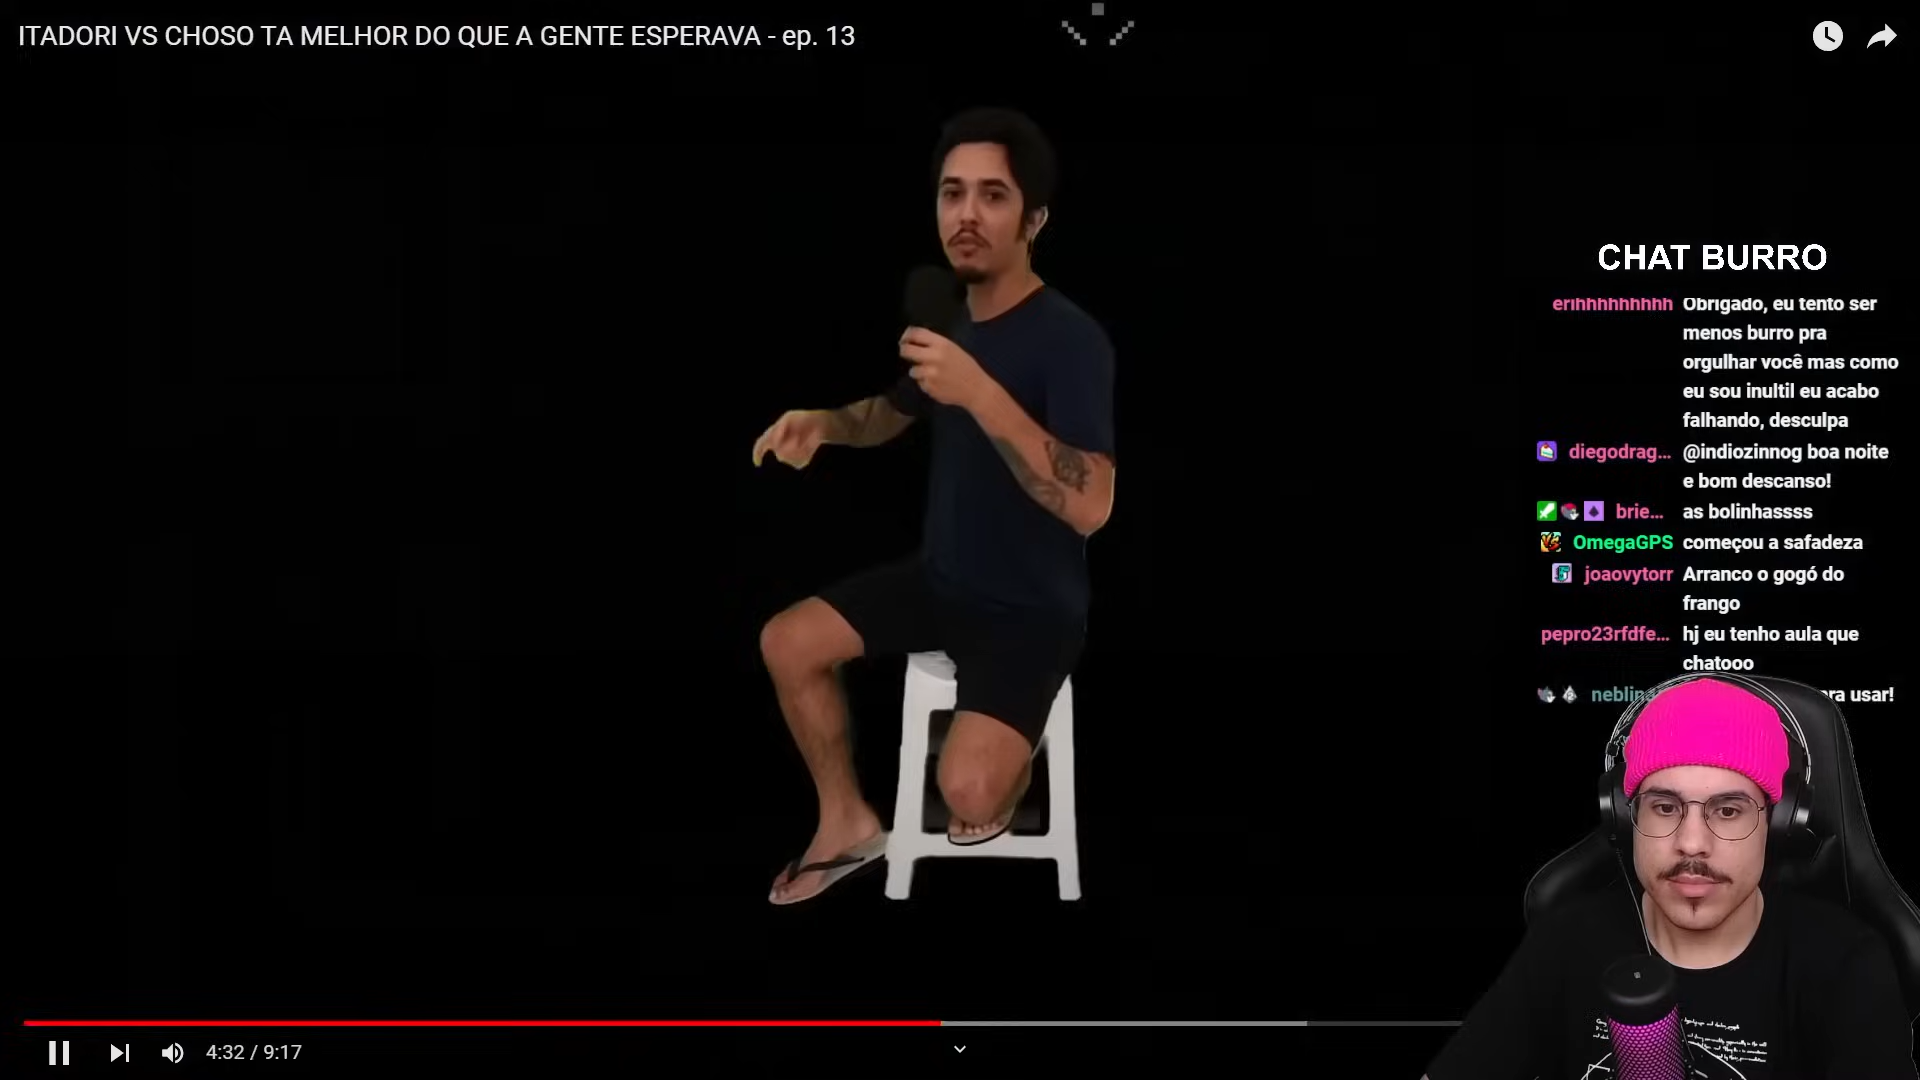 ITADORI VS CHOSO TA MELHOR DO QUE A GENTE ESPERAVA - ep. 13
CHAT BURRO
erihhhhhhhhh Obrigado, eu tento ser
menos burro pra
orgulhar você mas como
eu sou inultil eu acabo
falhando, desculpa
diegodrag... @indiozinnog boa noite
e bom descanso!
brie... as bolinhassss
OmegaGPS começou a safadeza
joaovytorr Arranco o gogó do
frango
pepro23rfdfe... hj eu tenho aula que
chatooo
usar!
4:32 / 9:17